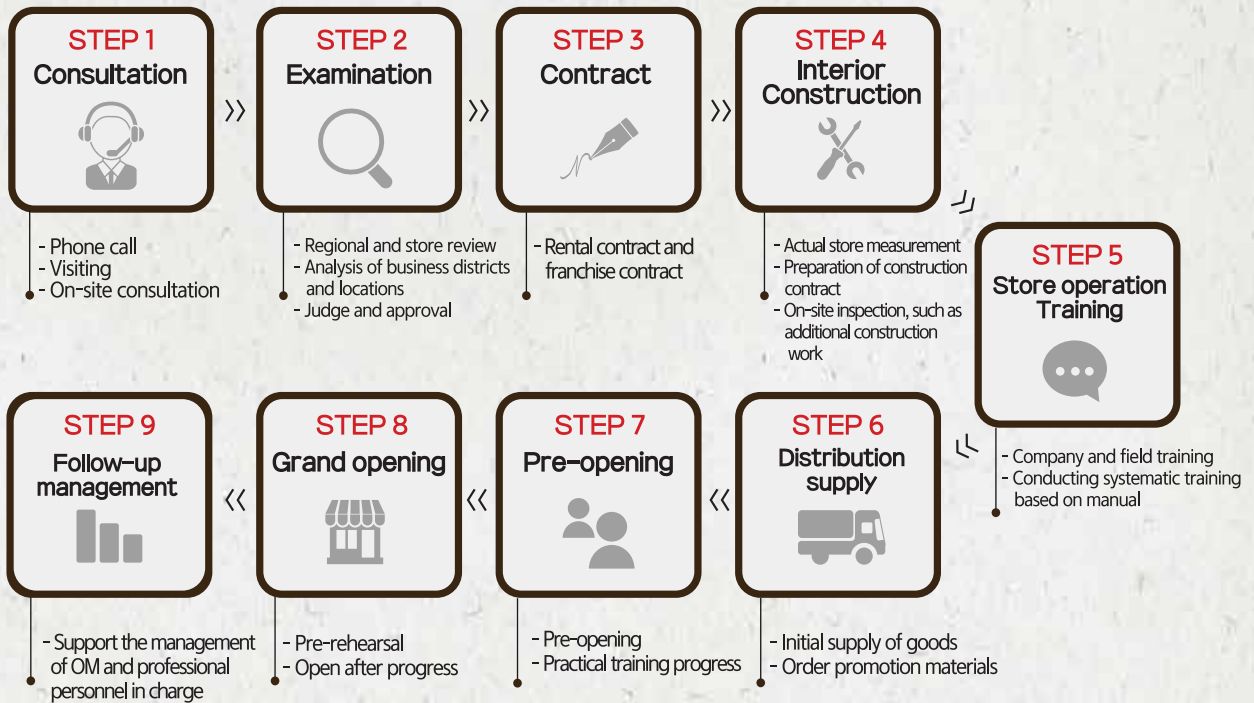 STEP 1
Consultation
- Phone call
- Visiting
- On-site consultation
STEP 2
Examination
- Regional and store review
- Analysis of business districts
and locations
- Judge and approval
STEP 3
Contract
- Rental contract and
franchise contract
STEP 4
Interior
Construction
- Actual store measurement
- Preparation of construction
contract
- On-site inspection, such as
additional construction
work
STEP 5
Store operation
Training
- Company and field training
- Conducting systematic training
based on manual
STEP 6
Distribution
supply
- Initial supply of goods
- Order promotion materials
STEP 7
Pre-opening
- Pre-opening
- Practical training progress
STEP 8
Grand opening
- Pre-rehearsal
- Open after progress
STEP 9
Follow-up
management
- Support the management
of OM and professional
personnel in charge